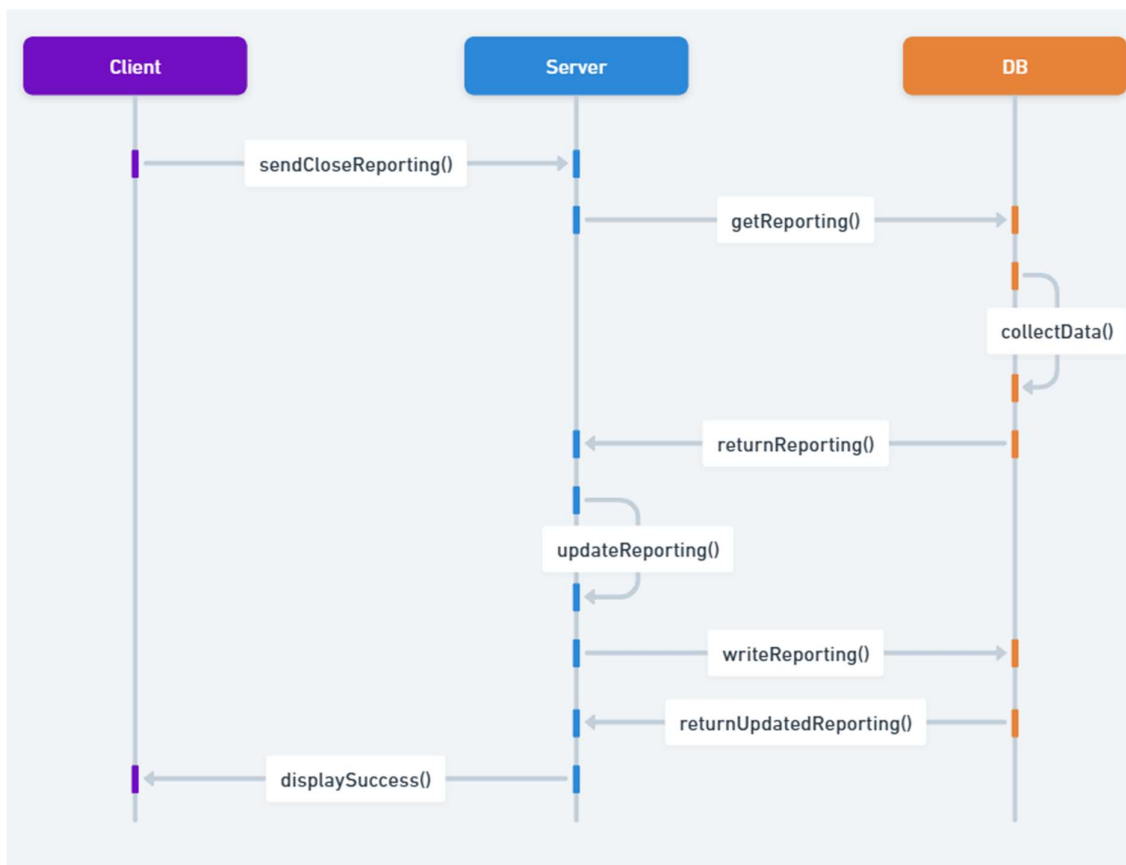 Client
Server
DB
sendCloseReporting()
getReporting()
collectData()
returnReporting()
updateReporting()
writeReporting()
returnUpdatedReporting()
displaySuccess()